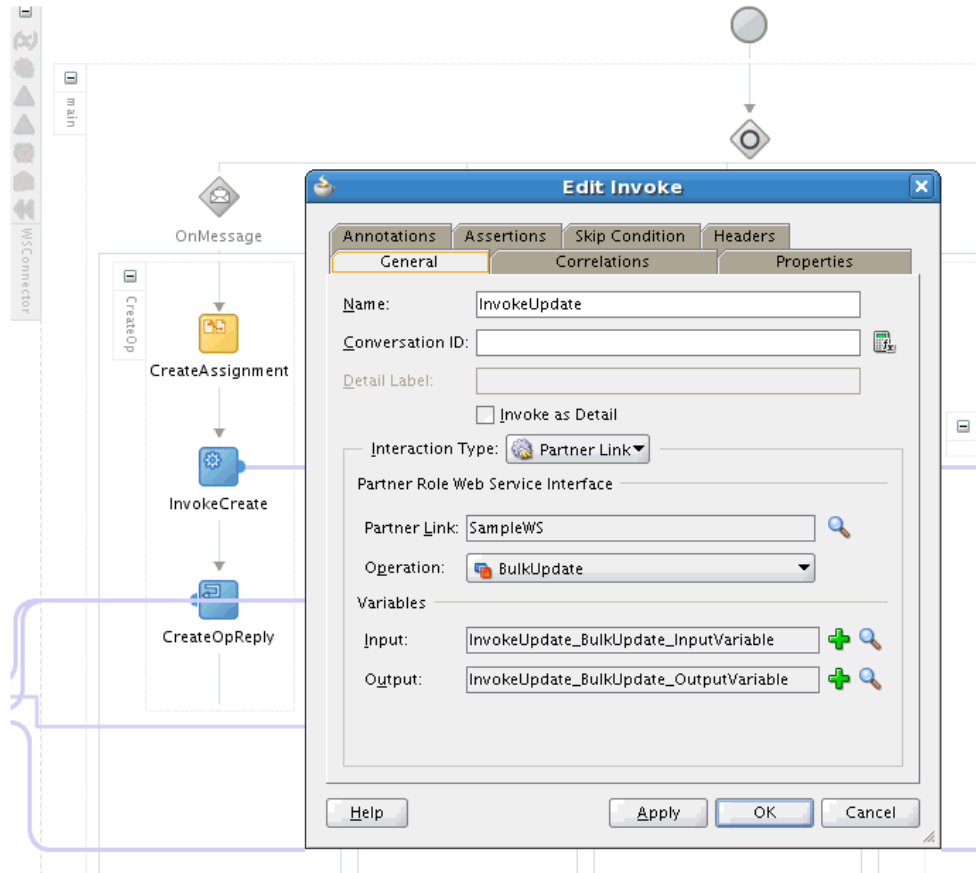 main
WSConnector
OnMessage
CreateOp
CreateAssignment
InvokeCreate
CreateOpReply
Edit Invoke
Annotations Assertions Skip Condition Headers
General Correlations Properties
Name: InvokeUpdate
Conversation ID:
Detail Label:
Invoke as Detail
Interaction Type: Partner Link
Partner Role Web Service Interface
Partner Link: SampleWS
Operation: BulkUpdate
Variables
Input: InvokeUpdate_BulkUpdate_InputVariable
Output: InvokeUpdate_BulkUpdate_OutputVariable
Help Apply OK Cancel